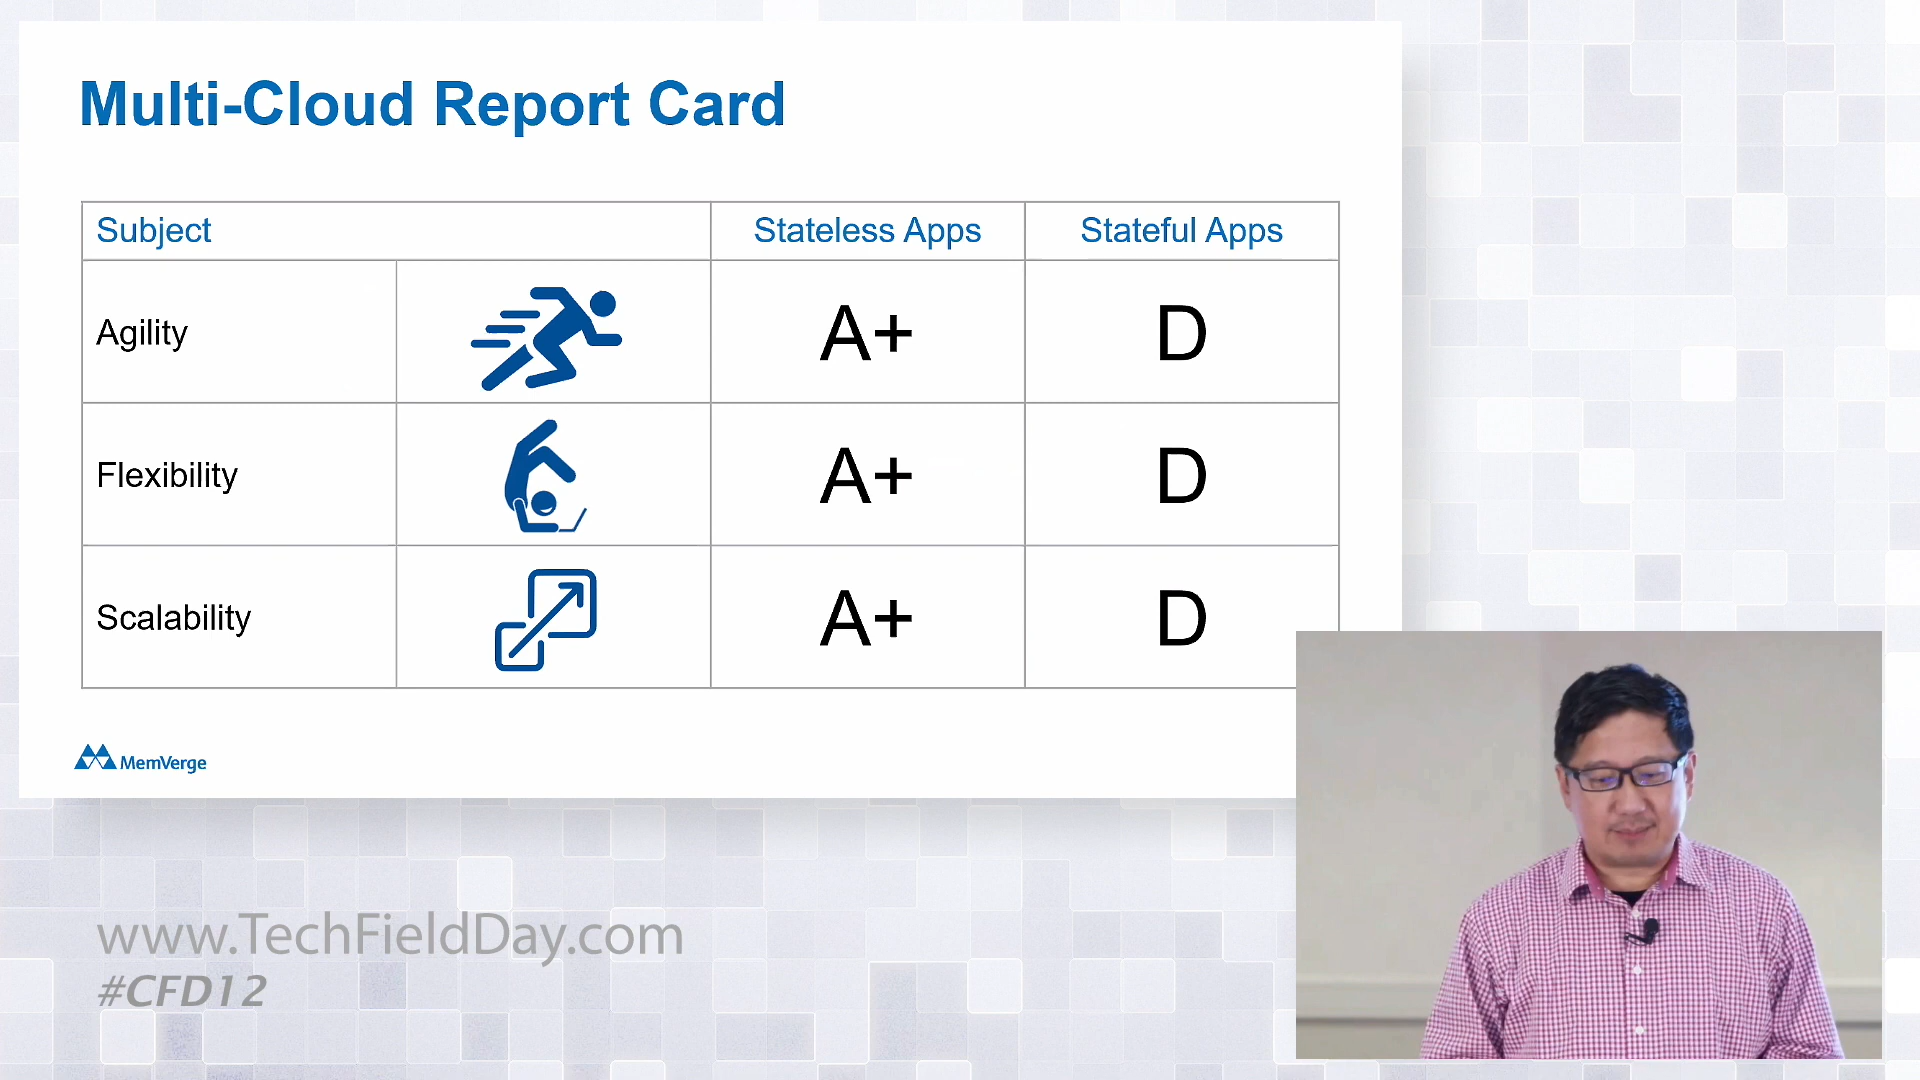 Multi-Cloud Report Card
Subject
Stateless Apps
Stateful Apps
Agility
A+
D
Flexibility
A+
D
Scalability
A+
D
MemVerge
www.TechFieldDay.com
#CFD12